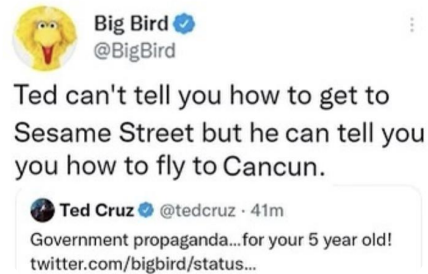 Big Bird
@BigBird
Ted can't tell you how to get to
Sesame Street but he can tell you
you how to fly to Cancun.
Ted Cruz @tedcruz · 41m
Government propaganda...for your 5 year old!
twitter.com/bigbird/status...